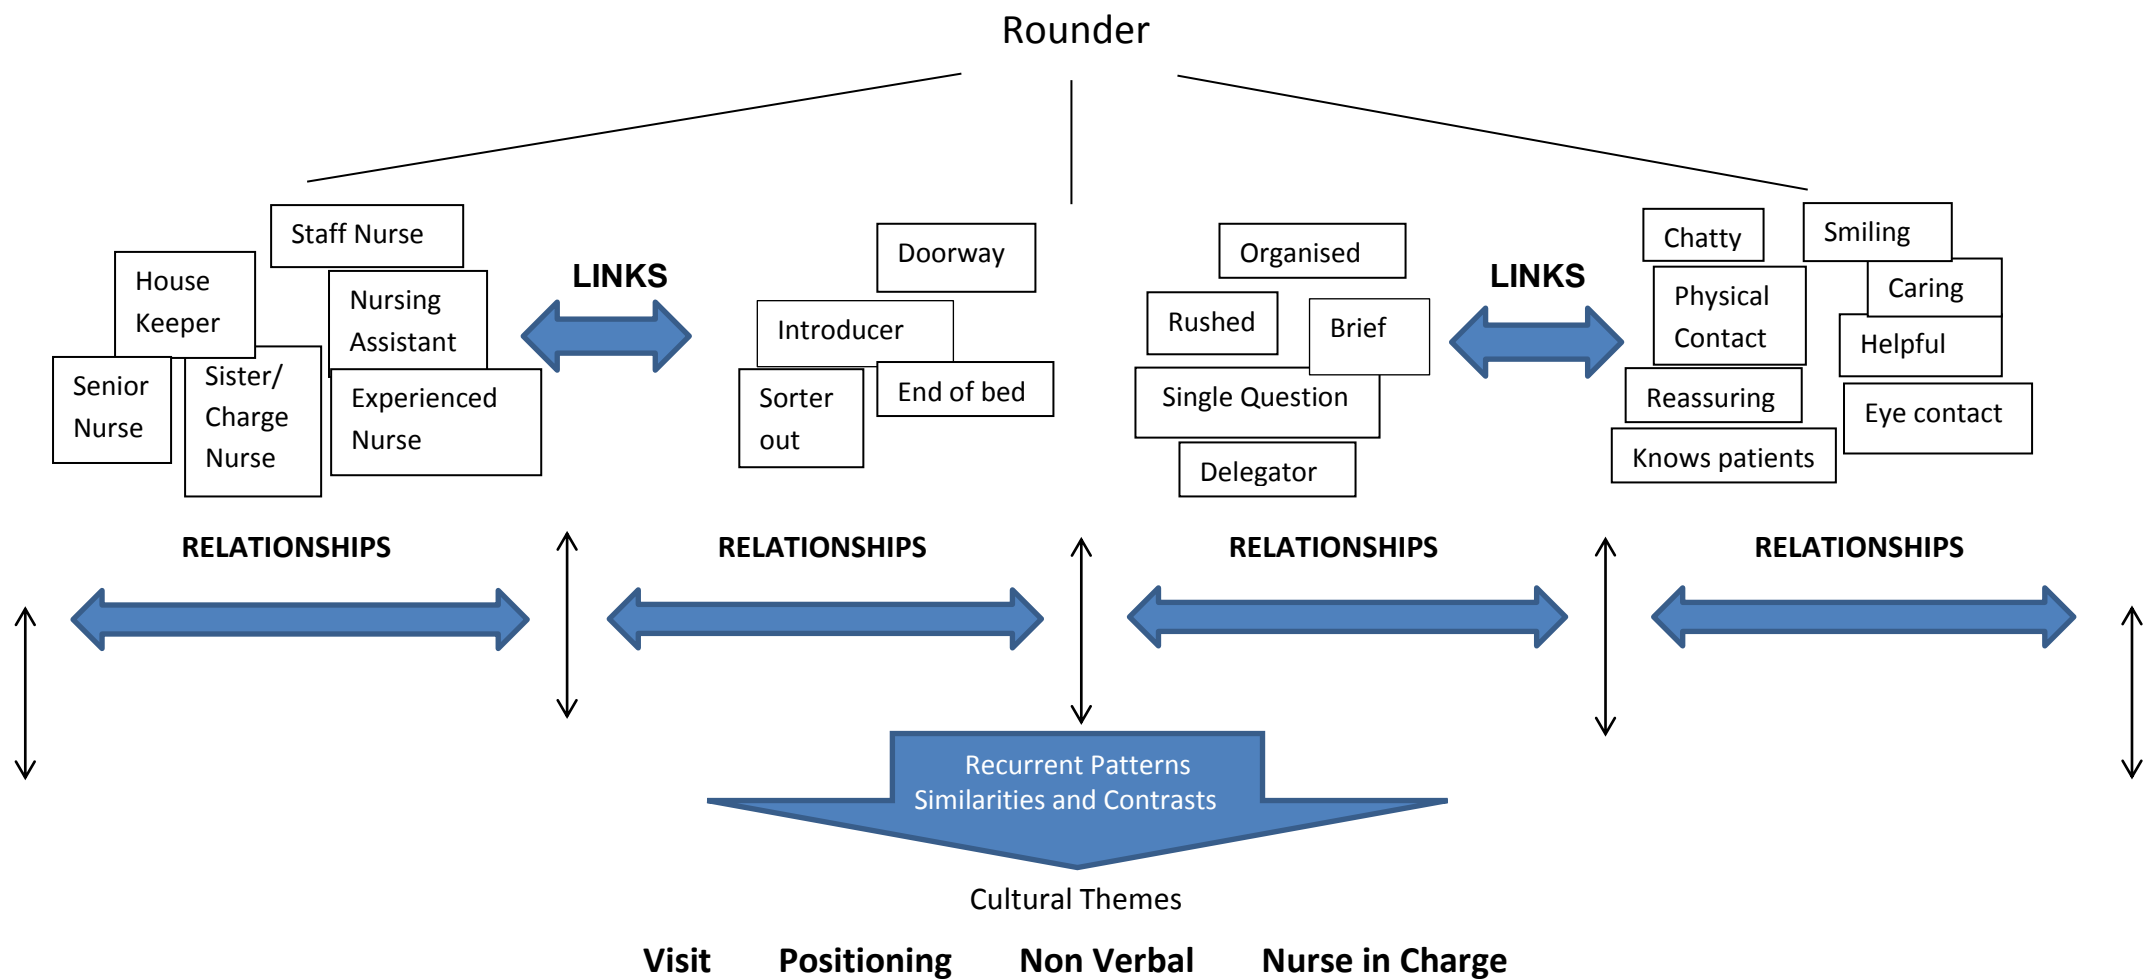 Rounder
Staff Nurse
House
Keeper
Nursing
Assistant
Senior
Nurse
Sister/
Charge
Nurse
Experienced
Nurse
LINKS
Doorway
Introducer
Sorter
out
End of bed
Organised
Rushed
Brief
Single Question
Delegator
LINKS
Chatty
Smiling
Physical
Contact
Caring
Helpful
Reassuring
Eye contact
Knows patients
RELATIONSHIPS
RELATIONSHIPS
RELATIONSHIPS
RELATIONSHIPS
Recurrent Patterns
Similarities and Contrasts
Cultural Themes
Visit Positioning Non Verbal Nurse in Charge